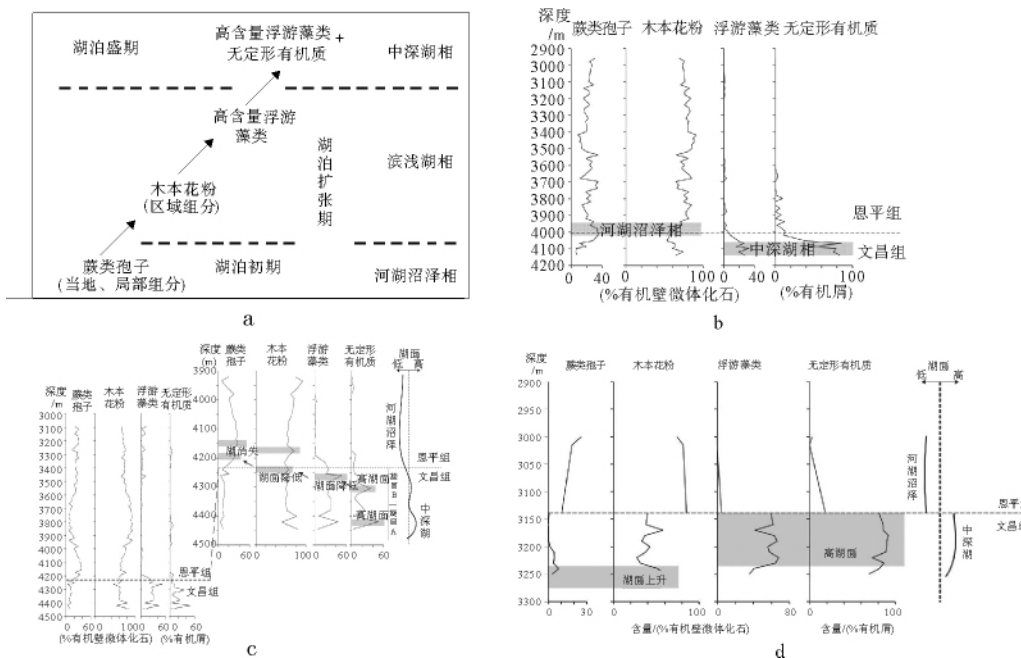 湖泊盛期
高含量浮游藻类 +
无定形有机质
中深湖相
高含量浮游
藻类
湖泊扩张期
滨浅湖相
木本花粉
(区域组分)
蕨类孢子
(当地、局部组分)
湖泊初期
河湖沼泽相
a
深度
/m
蕨类孢子 木本花粉 浮游藻类 无定形有机质
2900
3000
3100
3200
3300
3400
3500
3600
3700
3800
3900
4000
4100
4200
恩平组
河湖沼泽相
中深湖相
文昌组
0 40 0 100 0 40 0 100
(%有机壁微体化石) (%有机屑)
b
深度
(m)
蕨类
孢子
木本
花粉
浮游
藻类
无定形
有机质
湖面
低 高
3900
4000
4100
4200
4300
4400
4500
河湖沼泽
湖消失
恩平组
湖面降低
湖面降低
高湖面
文昌组
高湖面
中深湖
0 60 0 100 0 60
深度
/m
蕨类
孢子
木本
花粉
浮游
藻类
无定形
有机质
3000
3100
3200
3300
3400
3500
3600
3700
3800
3900
4000
4100
4200
4300
4400
4500
恩平组
文昌组
0 60 0 100 0 60 0 60
(%有机壁微体化石) (%有机屑)
c
深度
/m
蕨类孢子
木本花粉
浮游藻类
无定形有机质
湖面
低 高
2900
2950
3000
3050
3100
3150
3200
3250
3300
河湖沼泽
中深湖
高湖面
湖面上升
0 30 0 100 0 80 0 100
含量/(%有机壁微体化石) 含量/(%有机屑)
d